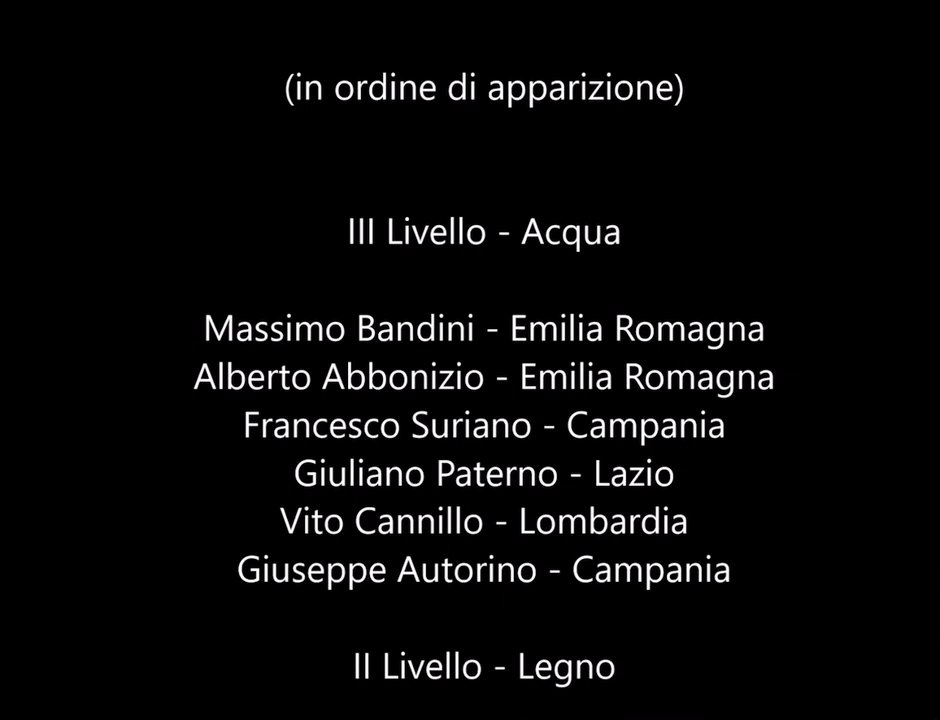 (in ordine di apparizione)
III Livello - Acqua
Massimo Bandini - Emilia Romagna
Alberto Abbonizio - Emilia Romagna
Francesco Suriano - Campania
Giuliano Paterno - Lazio
Vito Cannillo - Lombardia
Giuseppe Autorino - Campania
II Livello - Legno